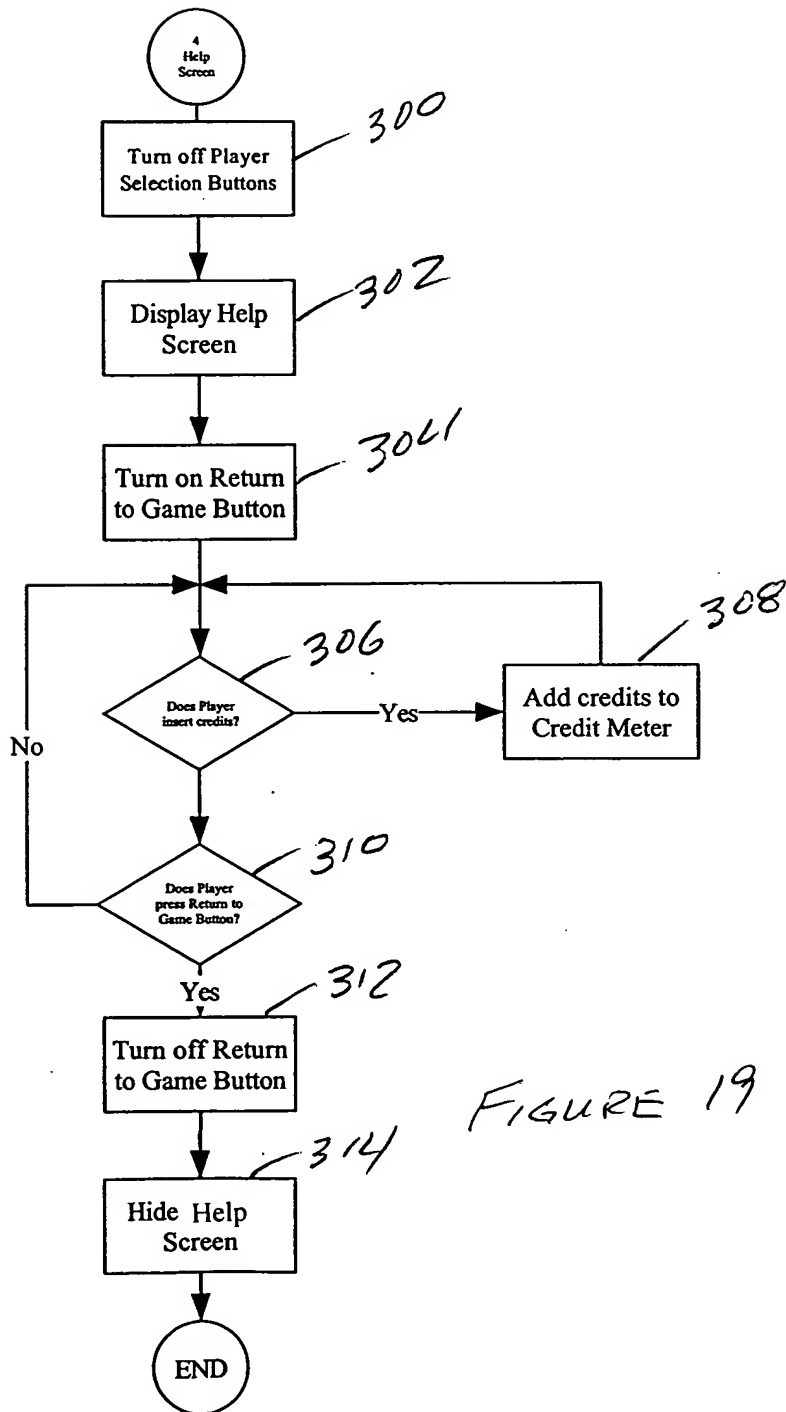 4
Help
Screen
300
Turn off Player
Selection Buttons
302
Display Help
Screen
304
Turn on Return
to Game Button
308
306
Does Player
insert credits?
Yes
Add credits to
Credit Meter
No
310
Does Player
press Return to
Game Button?
Yes
312
Turn off Return
to Game Button
FIGURE 19
314
Hide Help
Screen
END